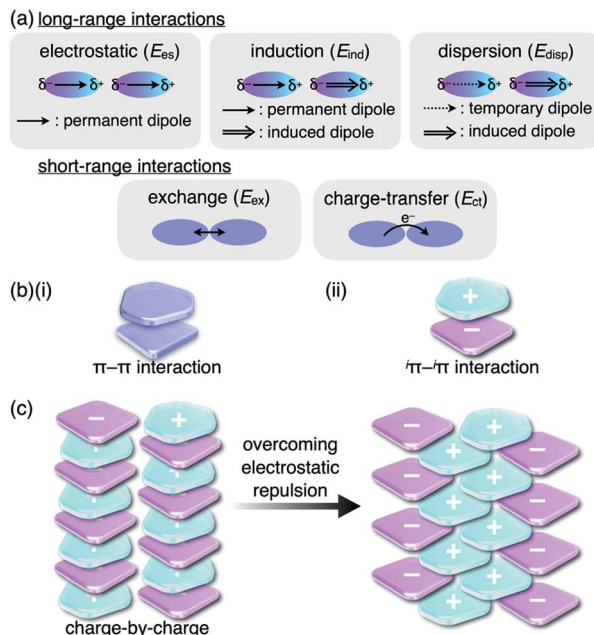 (a) long-range interactions
electrostatic (Ees)
δ− δ+ δ− δ+
→ : permanent dipole
induction (Eind)
δ− δ+ δ− δ+
→ : permanent dipole
⇒ : induced dipole
dispersion (Edisp)
δ− δ+ δ− δ+
: temporary dipole
⇒ : induced dipole
short-range interactions
exchange (Eex)
charge-transfer (Ect)
e−
(b)(i)
π–π interaction
(ii)
+
−
iπ–iπ interaction
(c)
− +
charge-by-charge
overcoming
electrostatic
repulsion
− +
+ −
− +
+ −
− +
+ −
− +
+ −
+